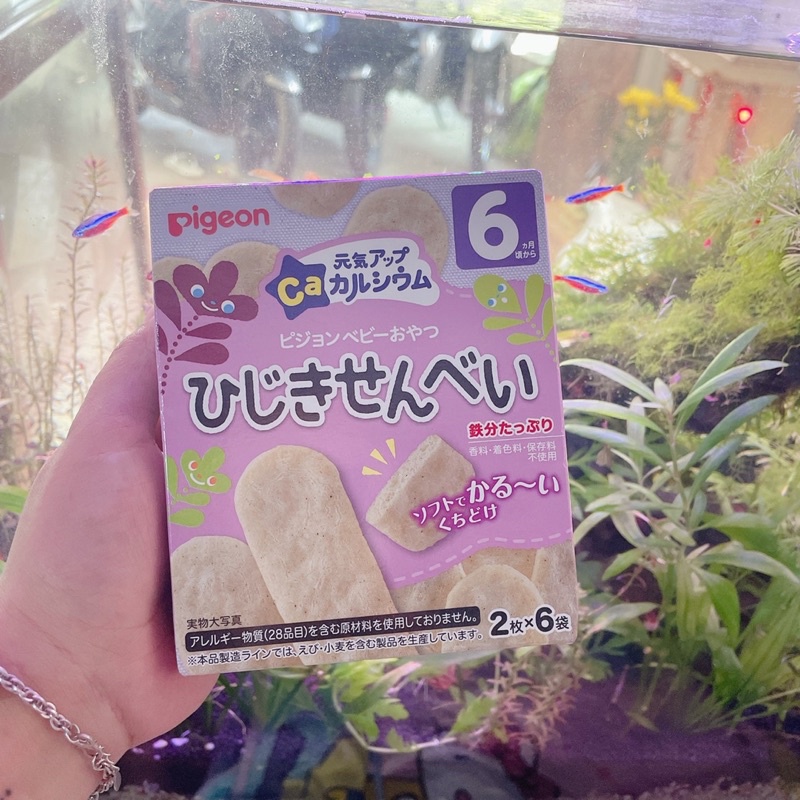 Pigeon
6
ヵ月
頃から
元気アップ
Ca
カルシウム
ピジョン ベビーおやつ
ひじきせんべい
鉄分たっぷり
香料・着色料・保存料
不使用
ソフトでかる〜い
くちどけ
実物大写真
アレルギー物質(28品目)を含む原材料を使用しておりません。
※本品製造ラインでは、えび・小麦を含む製品を生産しています。
2枚×6袋